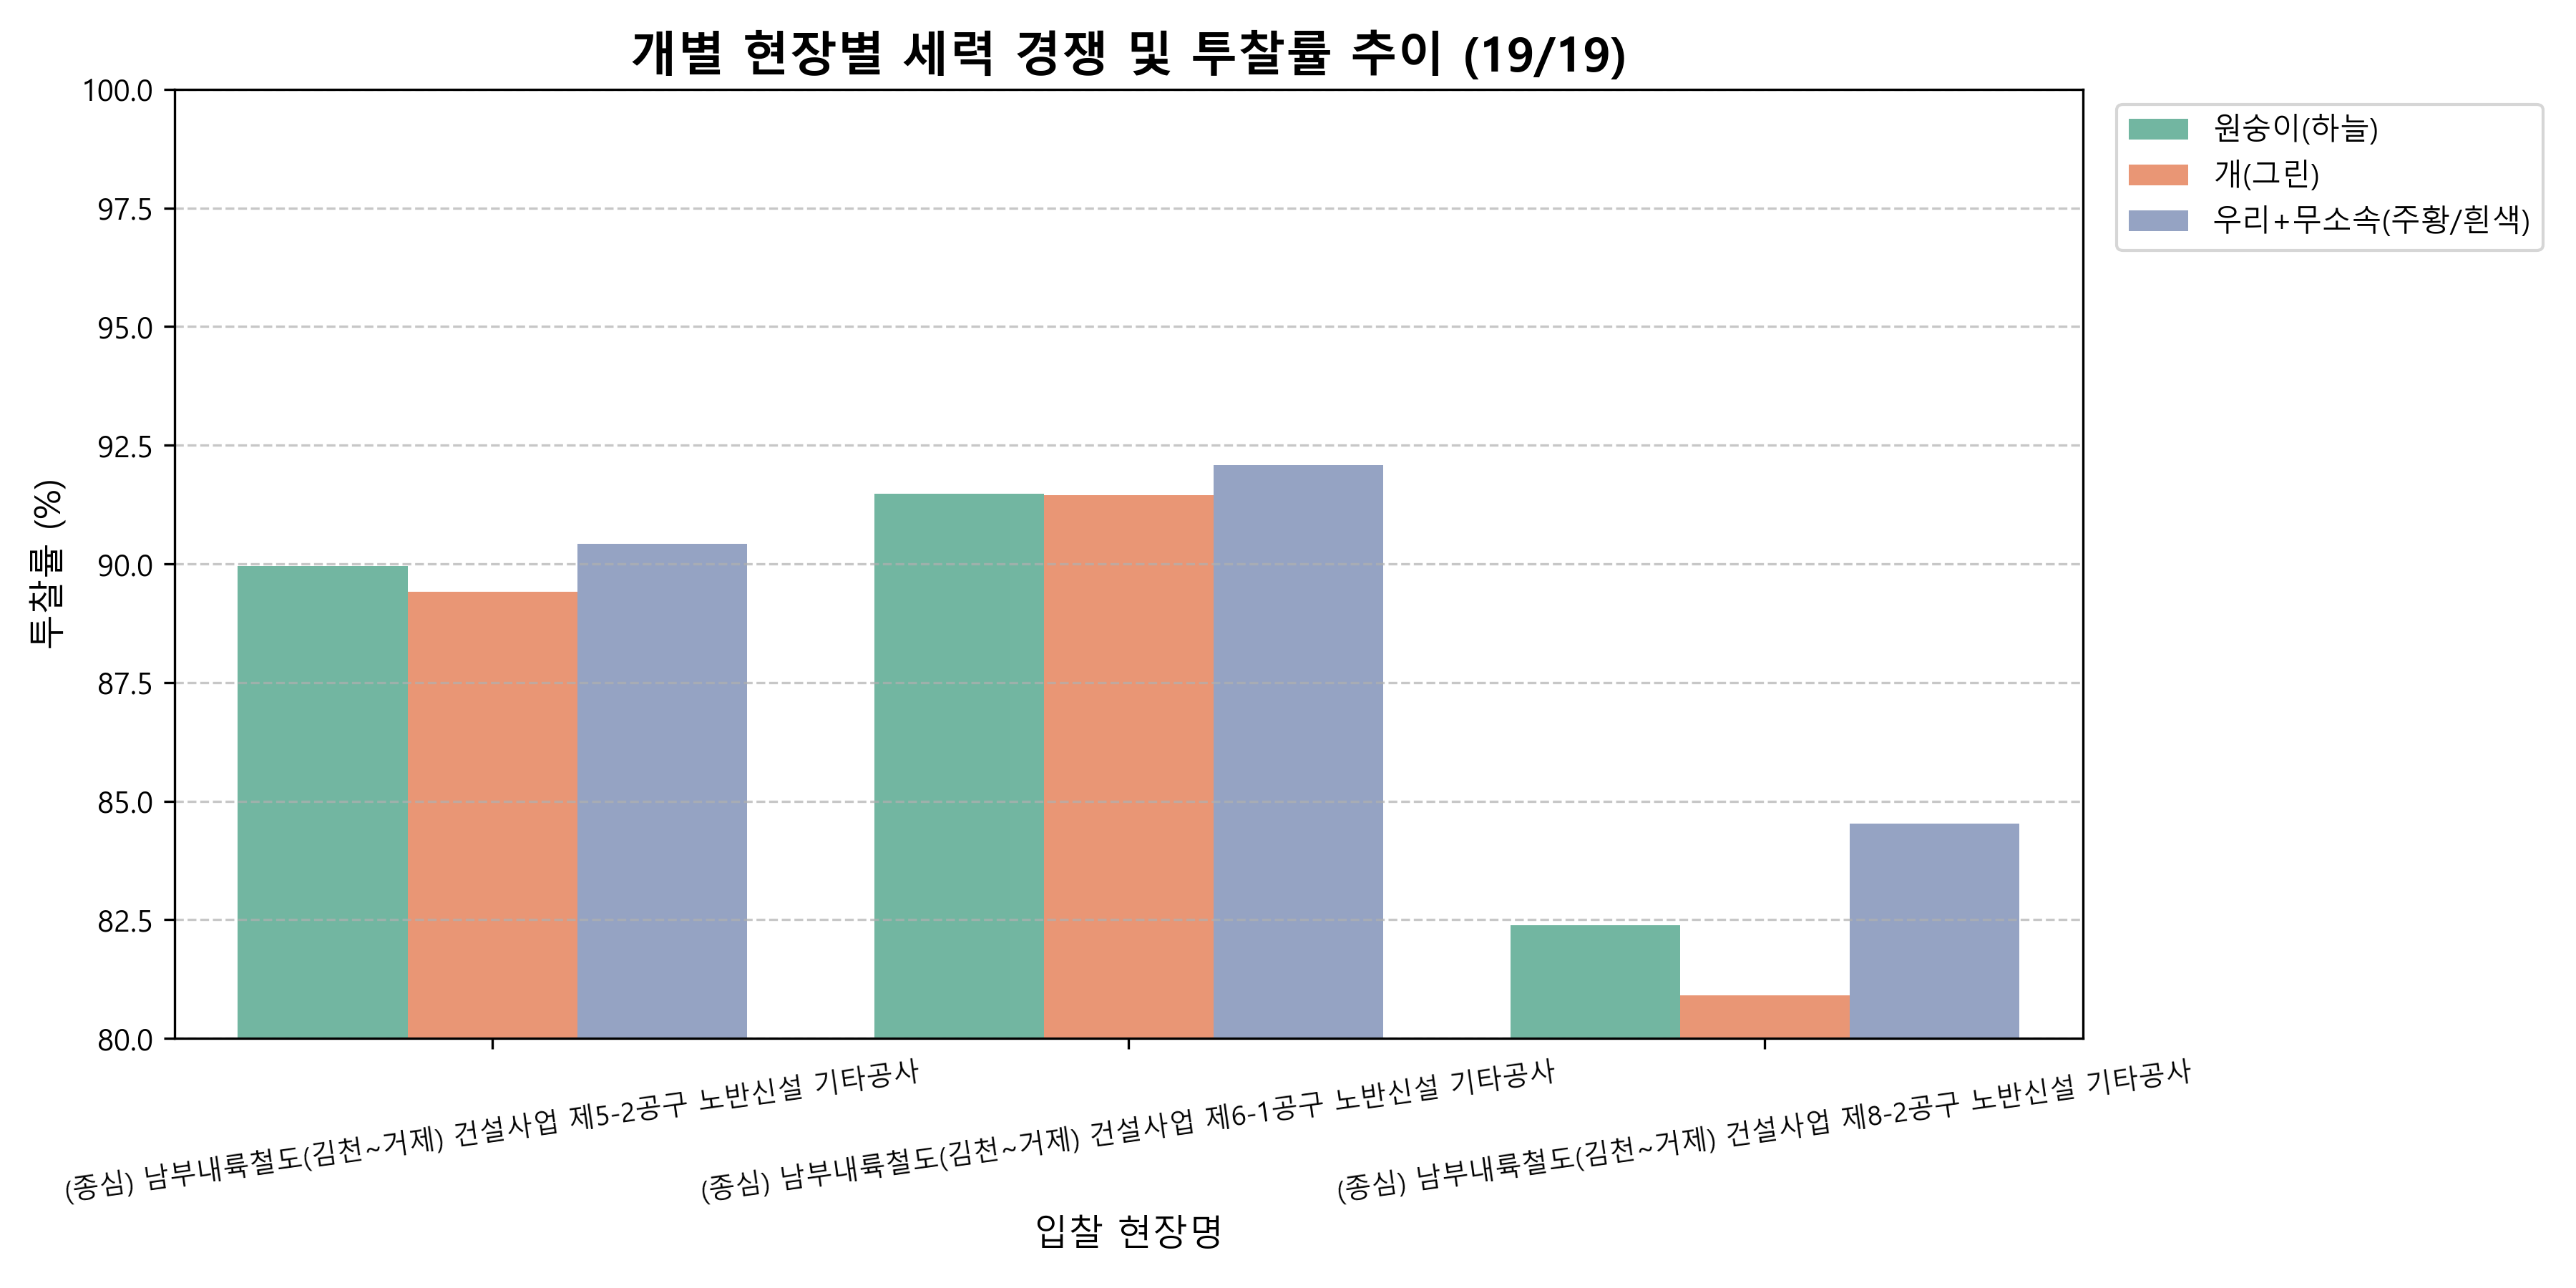 개별 현장별 세력 경쟁 및 투찰률 추이 (19/19)
원숭이(하늘)
개(그린)
우리+무소속(주황/흰색)
투찰률 (%)
100.0
97.5
95.0
92.5
90.0
87.5
85.0
82.5
80.0
(종심) 남부내륙철도(김천~거제) 건설사업 제5-2공구 노반신설 기타공사
(종심) 남부내륙철도(김천~거제) 건설사업 제6-1공구 노반신설 기타공사
(종심) 남부내륙철도(김천~거제) 건설사업 제8-2공구 노반신설 기타공사
입찰 현장명